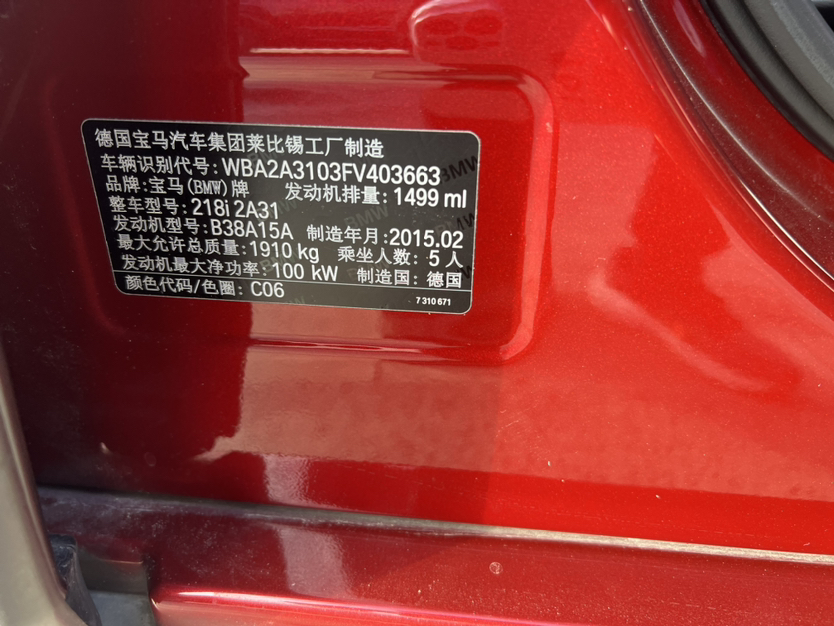 德国宝马汽车集团莱比锡工厂制造
车辆识别代号: WBA2A3103FV403663
品牌: 宝马(BMW)牌 发动机排量: 1499 ml
整车型号: 218i 2A31
发动机型号: B38A15A 制造年月: 2015.02
最大允许总质量: 1910 kg 乘坐人数: 5 人
发动机最大净功率: 100 kW 制造国: 德国
颜色代码/色圈: C06 7 310 671